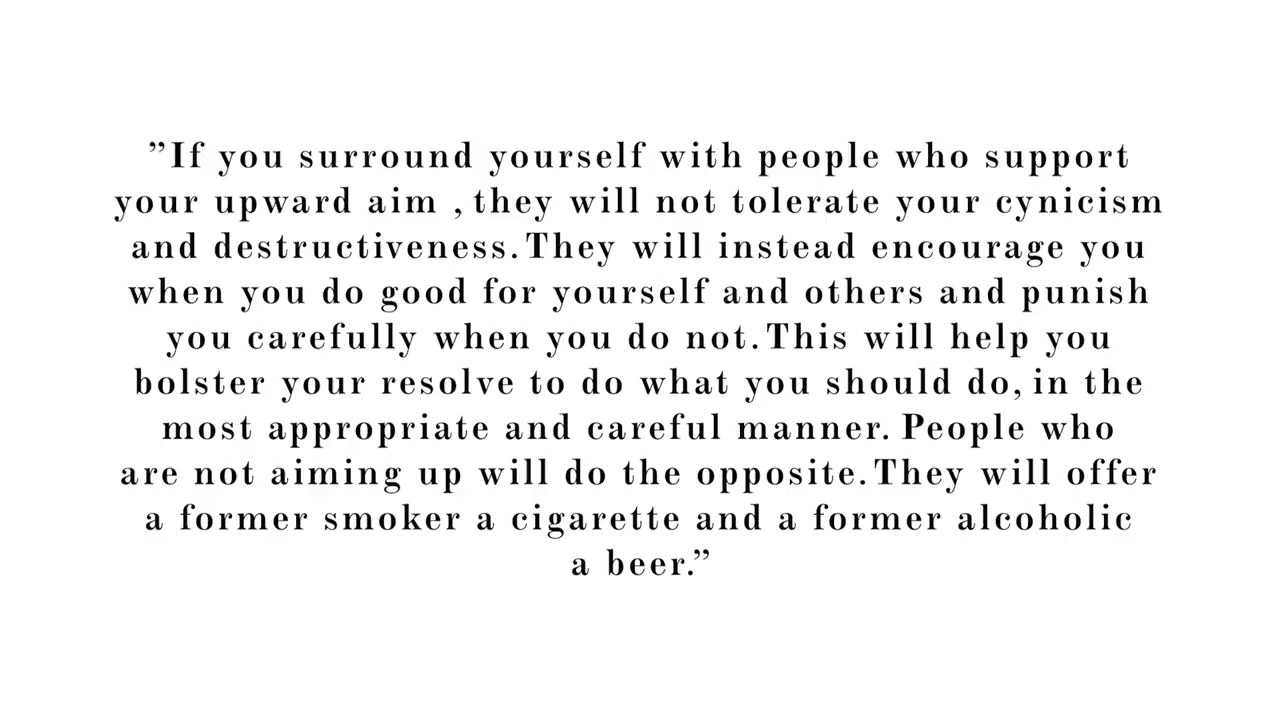 ”If you surround yourself with people who support
your upward aim , they will not tolerate your cynicism
and destructiveness. They will instead encourage you
when you do good for yourself and others and punish
you carefully when you do not. This will help you
bolster your resolve to do what you should do, in the
most appropriate and careful manner. People who
are not aiming up will do the opposite. They will offer
a former smoker a cigarette and a former alcoholic
a beer.”